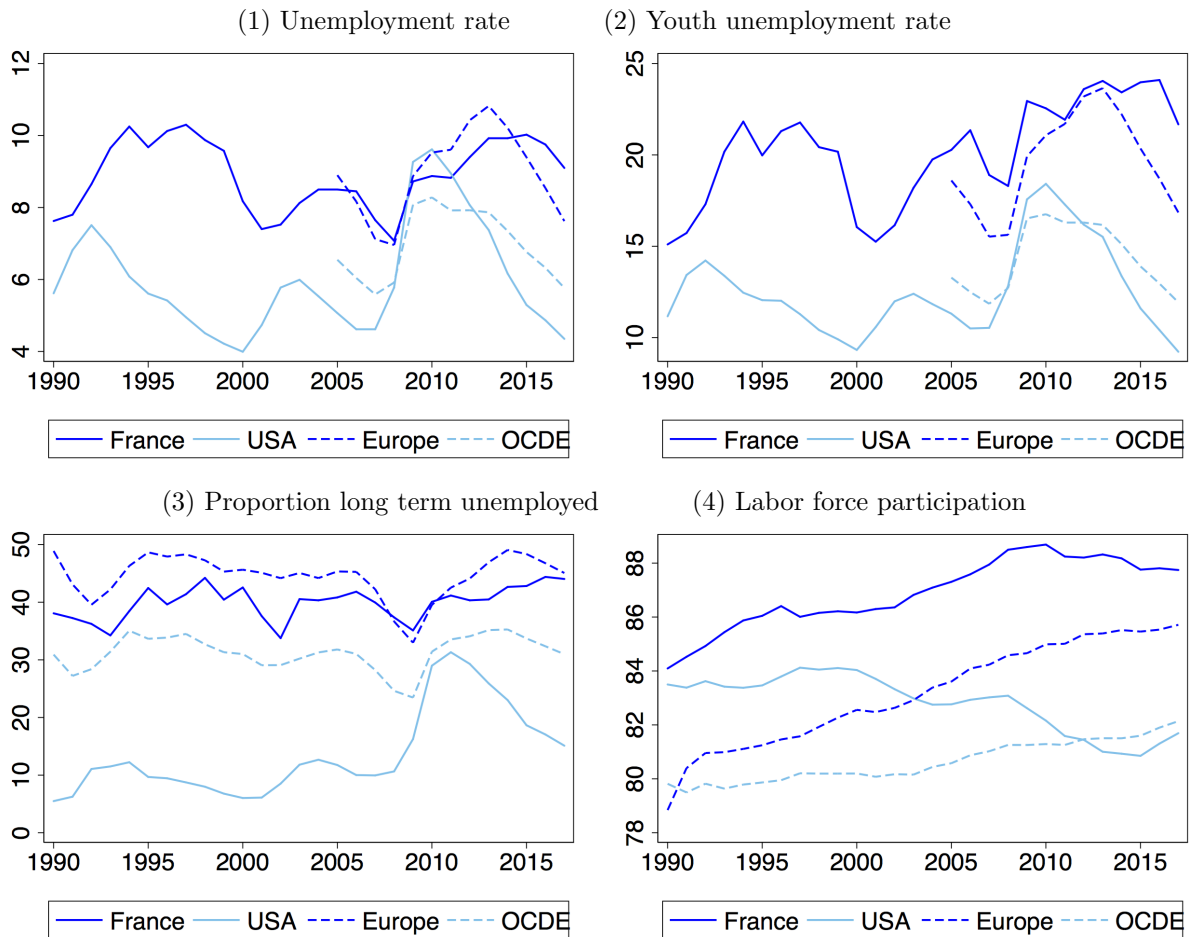 (1) Unemployment rate
12
10
8
6
4
1990 1995 2000 2005 2010 2015
France USA Europe OCDE
(2) Youth unemployment rate
25
20
15
10
1990 1995 2000 2005 2010 2015
France USA Europe OCDE
(3) Proportion long term unemployed
50
40
30
20
10
0
1990 1995 2000 2005 2010 2015
France USA Europe OCDE
(4) Labor force participation
88
86
84
82
80
78
1990 1995 2000 2005 2010 2015
France USA Europe OCDE